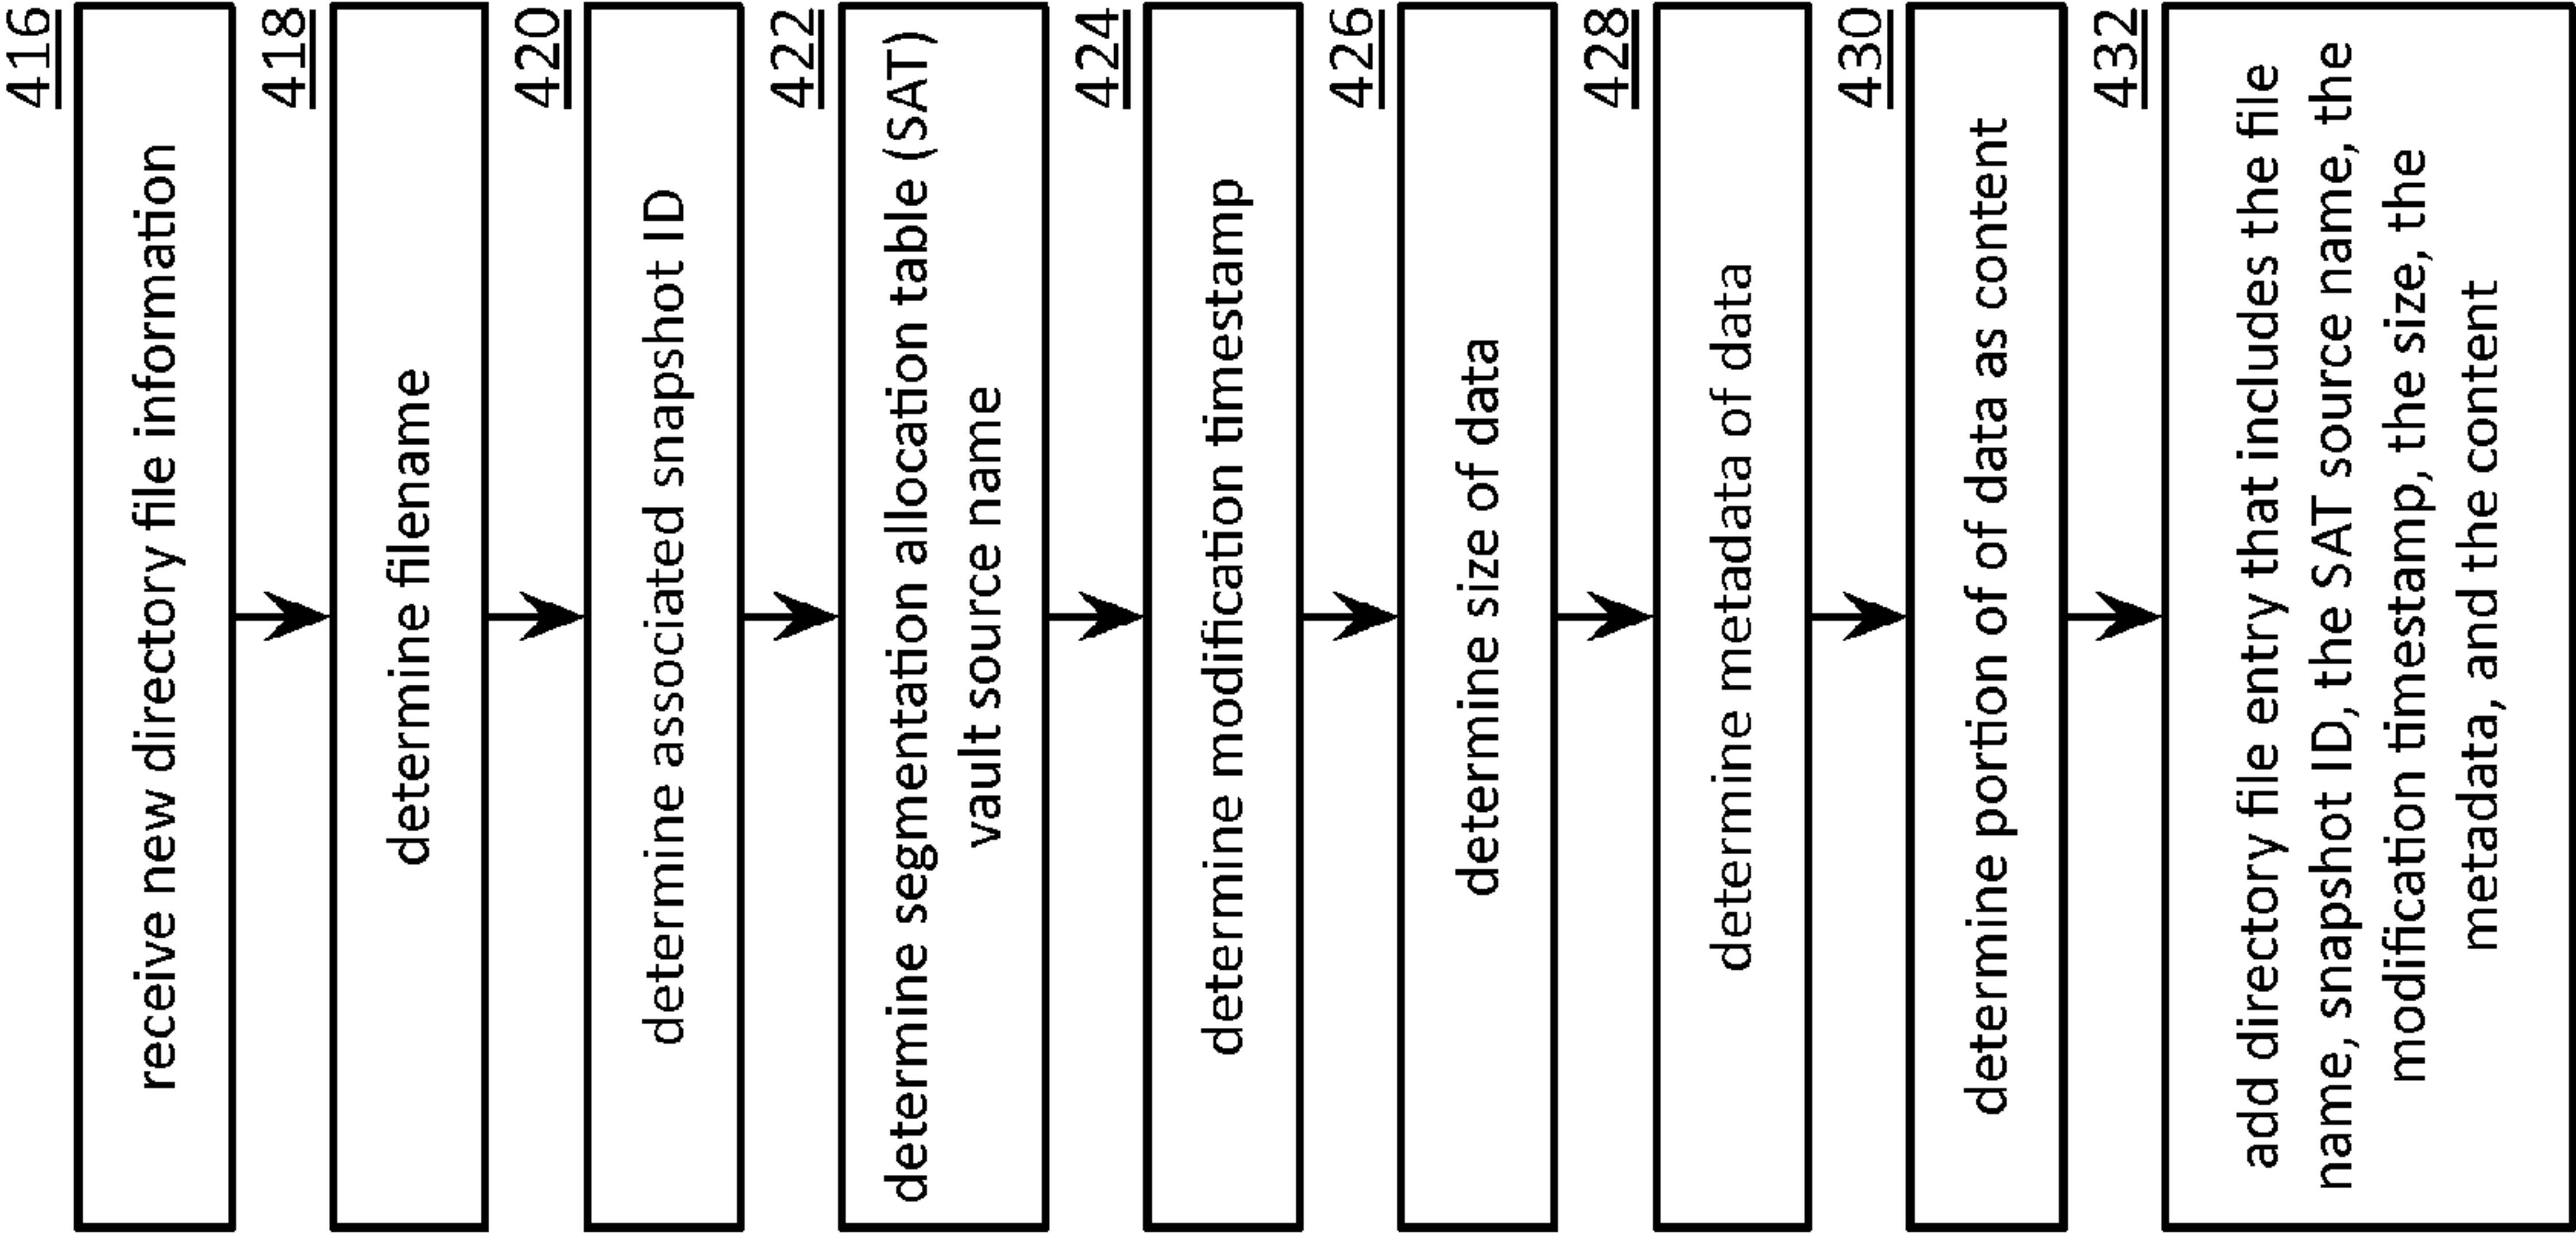 416
receive new directory file information
418
determine filename
420
determine associated snapshot ID
422
determine segmentation allocation table (SAT)
vault source name
424
determine modification timestamp
426
determine size of data
428
determine metadata of data
430
determine portion of of data as content
432
add directory file entry that includes the file
name, snapshot ID, the SAT source name, the
modification timestamp, the size, the
metadata, and the content